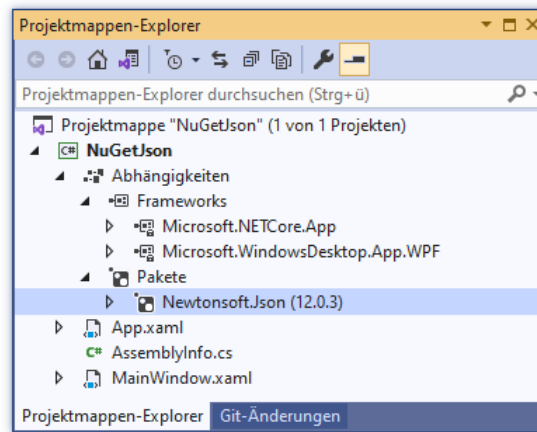 Projektmappen-Explorer
Projektmappen-Explorer durchsuchen (Strg+ü)
Projektmappe "NuGetJson" (1 von 1 Projekten)
C# NuGetJson
Abhängigkeiten
Frameworks
Microsoft.NETCore.App
Microsoft.WindowsDesktop.App.WPF
Pakete
Newtonsoft.Json (12.0.3)
App.xaml
C# AssemblyInfo.cs
MainWindow.xaml
Projektmappen-Explorer Git-Änderungen